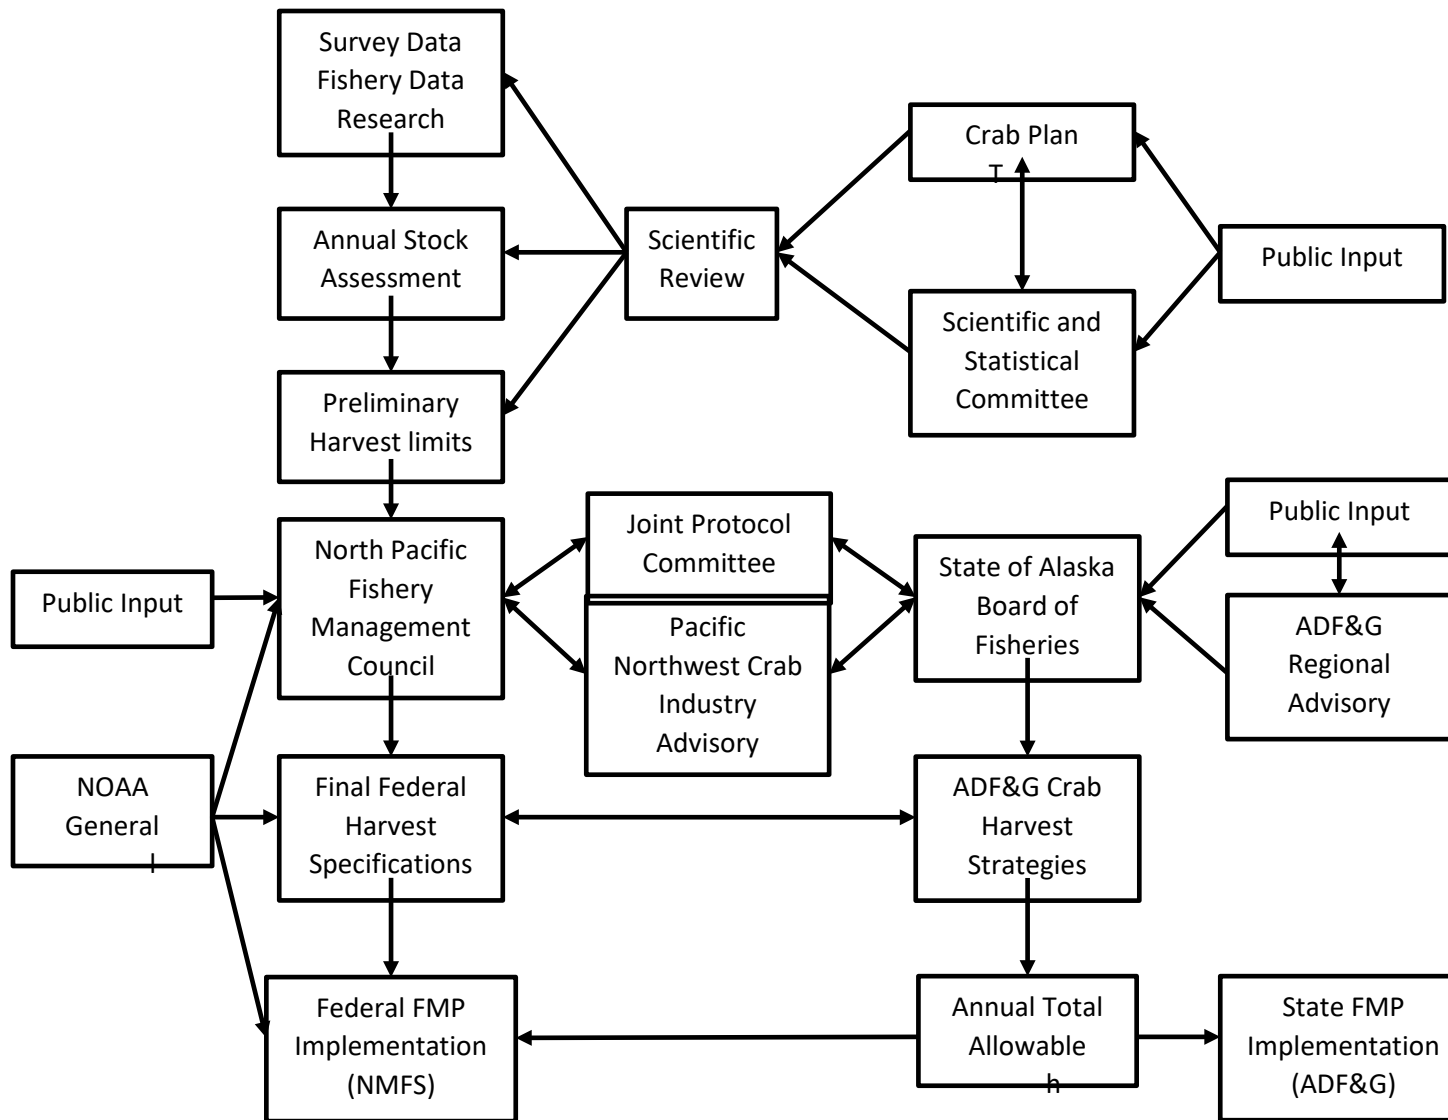 Survey Data
Fishery Data
Research
Crab Plan
T
Annual Stock
Assessment
Scientific
Review
Public Input
Scientific and
Statistical
Committee
Preliminary
Harvest limits
Joint Protocol
Committee
Public Input
North Pacific
Fishery
Management
Council
State of Alaska
Board of
Fisheries
Public Input
Pacific
Northwest Crab
Industry
Advisory
ADF&G
Regional
Advisory
NOAA
General
l
Final Federal
Harvest
Specifications
ADF&G Crab
Harvest
Strategies
Federal FMP
Implementation
(NMFS)
Annual Total
Allowable
h
State FMP
Implementation
(ADF&G)